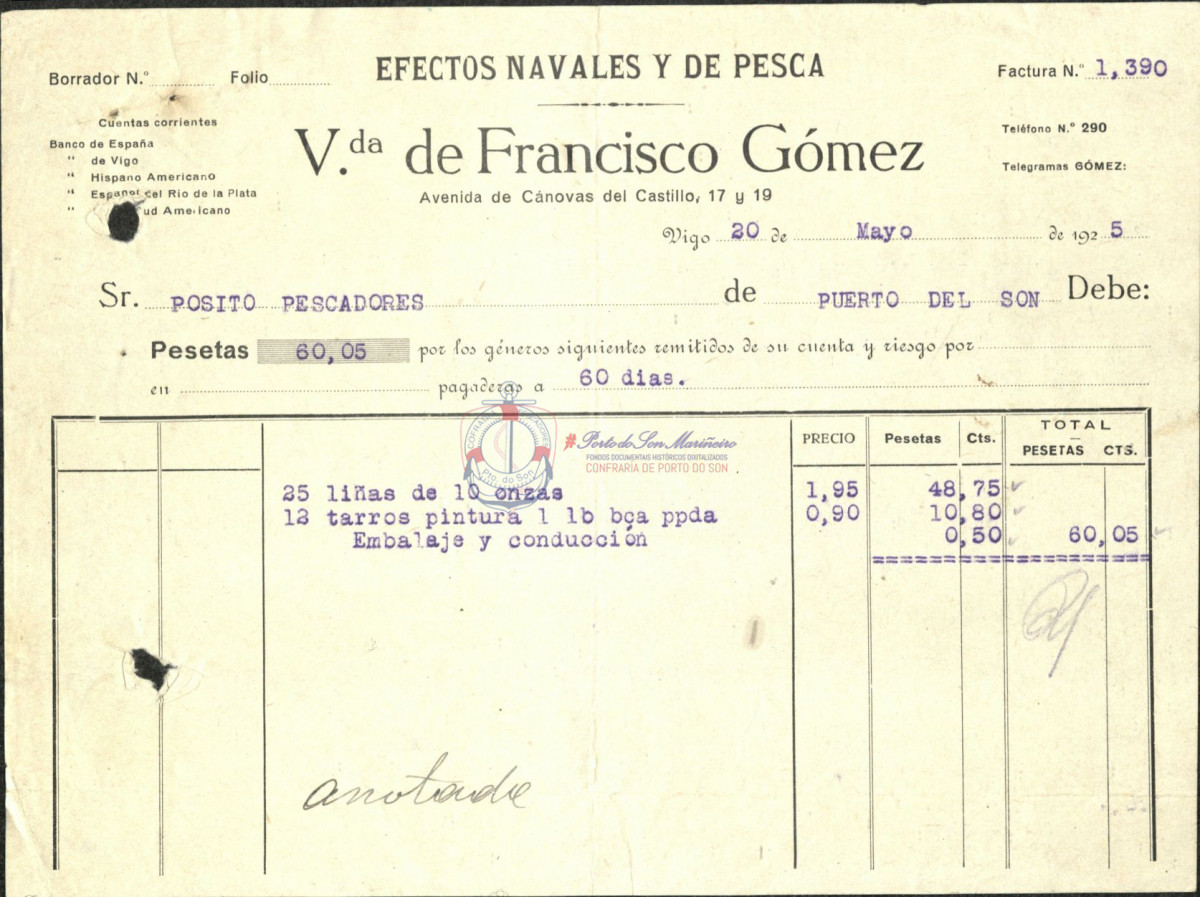 EFECTOS NAVALES Y DE PESCA
Borrador N.º Folio
Factura N.º 1,390
Cuentas corrientes
Banco de España
“ de Vigo
“ Hispano Americano
“ Español del Rio de la Plata
“ ud Americano
V.da de Francisco Gómez
Avenida de Cánovas del Castillo, 17 y 19
Teléfono N.º 290
Telegramas GÓMEZ:
Vigo 20 de Mayo de 1925
Sr. POSITO PESCADORES de PUERTO DEL SON Debe:
Pesetas 60,05 por los géneros siguientes remitidos de su cuenta y riesgo por
en pagaderas a 60 dias.
PRECIO Pesetas Cts. TOTAL
PESETAS CTS.
Pto. do Son
#Porto do Son Mariñeiro
FONDOS DOCUMENTAIS HISTÓRICOS DIXITALIZADOS
CONFRARÍA DE PORTO DO SON
25 liñas de 10 onzas 1,95 48,75
12 tarros pintura 1 lb bca ppda 0,90 10,80
Embalaje y conducción 0,50 60,05
anotada